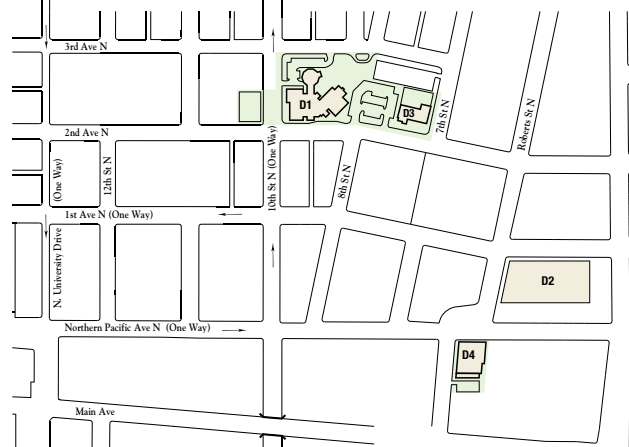 3rd Ave N
D1
D3
7th St N
Roberts St N
2nd Ave N
(One Way)
12th St N
10th St N (One Way)
8th St N
1st Ave N (One Way)
N. University Drive
D2
Northern Pacific Ave N (One Way)
D4
Main Ave